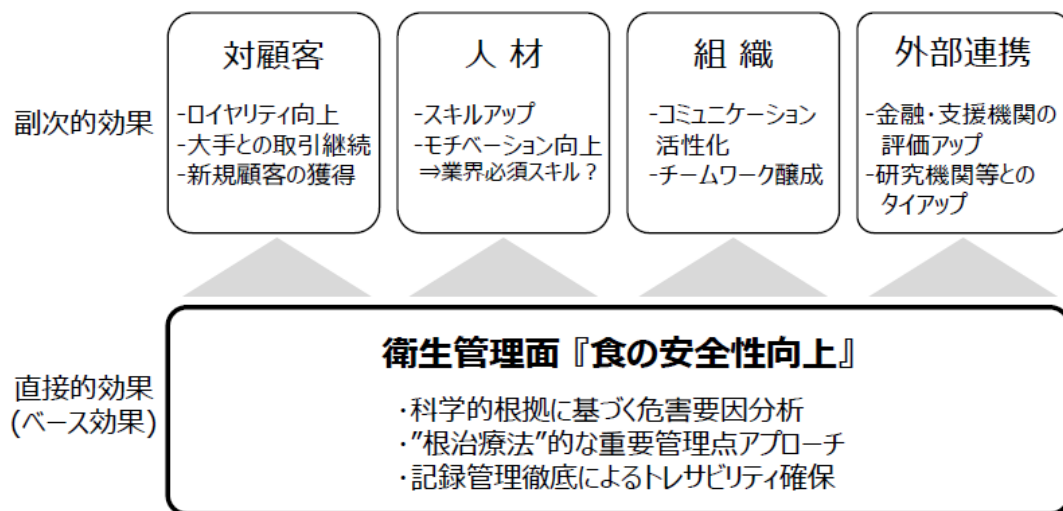 副次的効果
対顧客
-ロイヤリティ向上
-大手との取引継続
-新規顧客の獲得
人 材
-スキルアップ
-モチベーション向上
⇒業界必須スキル？
組 織
-コミュニケーション
活性化
-チームワーク醸成
外部連携
-金融・支援機関の
評価アップ
-研究機関等との
タイアップ
直接的効果
(ベース効果)
衛生管理面『食の安全性向上』
・科学的根拠に基づく危害要因分析
・”根治療法”的な重要管理点アプローチ
・記録管理徹底によるトレサビリティ確保